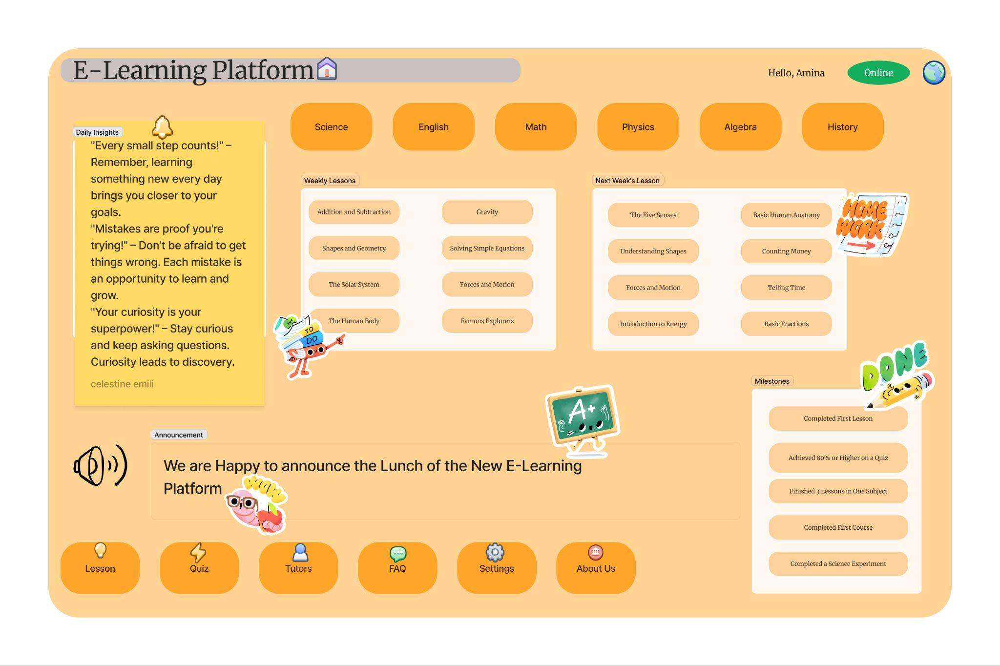 E-Learning Platform
Hello, Amina
Online
Science
English
Math
Physics
Algebra
History
Daily Insights
"Every small step counts!" –
Remember, learning
something new every day
brings you closer to your
goals.
"Mistakes are proof you're
trying!" – Don’t be afraid to get
things wrong. Each mistake is
an opportunity to learn and
grow.
"Your curiosity is your
superpower!" – Stay curious
and keep asking questions.
Curiosity leads to discovery.
celestine emili
Weekly Lessons
Addition and Subtraction
Gravity
Shapes and Geometry
Solving Simple Equations
The Solar System
Forces and Motion
The Human Body
Famous Explorers
TO
DO
Next Week's Lesson
The Five Senses
Basic Human Anatomy
Understanding Shapes
Counting Money
Forces and Motion
Telling Time
Introduction to Energy
Basic Fractions
HOME
WORK
DONE
Milestones
Completed First Lesson
Achieved 80% or Higher on a Quiz
Finished 3 Lessons in One Subject
Completed First Course
Completed a Science Experiment
A+
Announcement
We are Happy to announce the Lunch of the New E-Learning
Platform
Lesson
Quiz
Tutors
FAQ
Settings
About Us